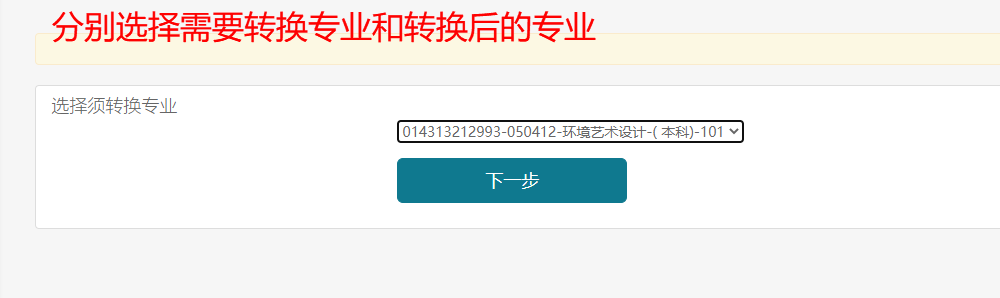 分别选择需要转换专业和转换后的专业
选择须转换专业
014313212993-050412-环境艺术设计-( 本科)-101
下一步